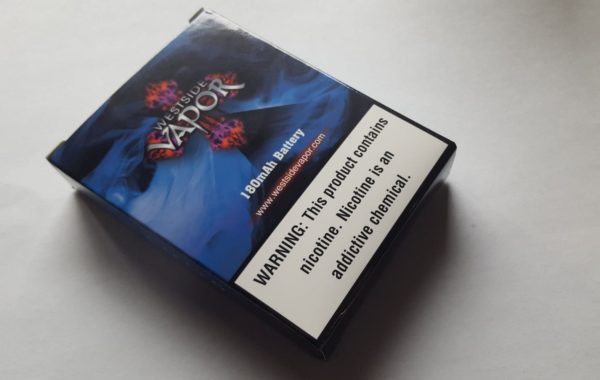 WESTSIDE
VAPOR
180mAh Battery
www.westsidevapor.com
WARNING: This product contains
nicotine. Nicotine is an
addictive chemical.